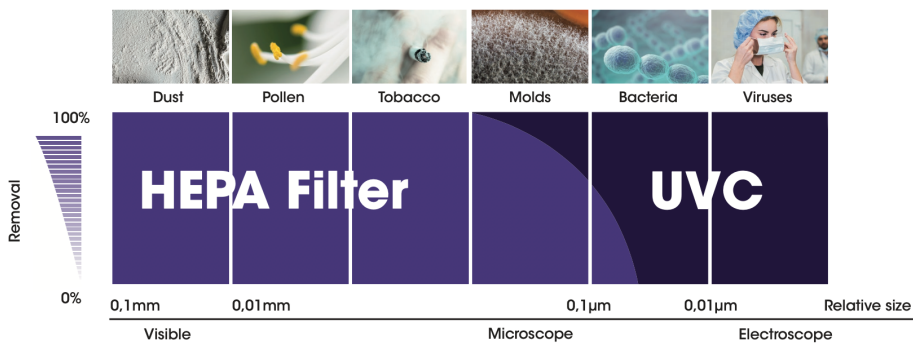 Dust Pollen Tobacco Molds Bacteria Viruses
100%
HEPA Filter UVC
Removal
0%
0,1mm 0,01mm 0,1µm 0,01µm Relative size
Visible Microscope Electroscope